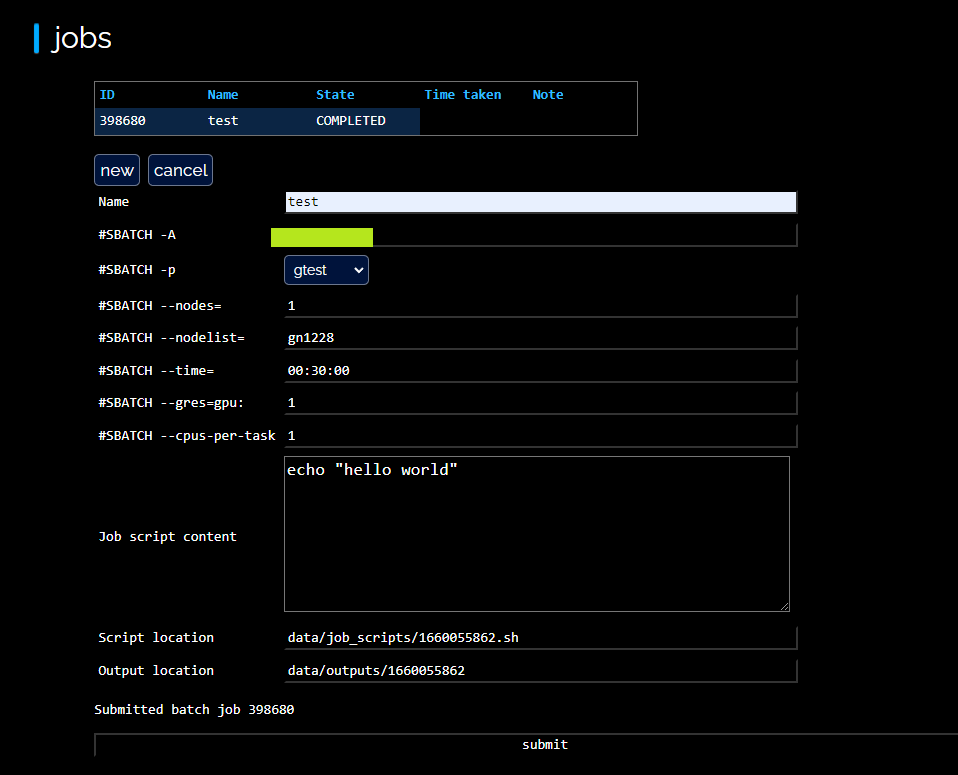 jobs
ID Name State Time taken Note
398680 test COMPLETED
new cancel
Name test
#SBATCH -A
#SBATCH -p gtest
#SBATCH --nodes= 1
#SBATCH --nodelist= gn1228
#SBATCH --time= 00:30:00
#SBATCH --gres=gpu: 1
#SBATCH --cpus-per-task 1
echo "hello world"
Job script content
Script location data/job_scripts/1660055862.sh
Output location data/outputs/1660055862
Submitted batch job 398680
submit